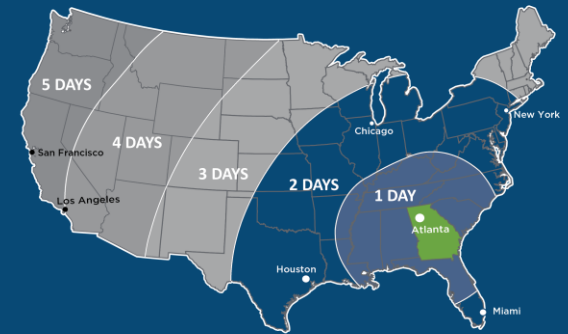 5 DAYS
New York
Chicago
4 DAYS
San Francisco
3 DAYS
2 DAYS
1 DAY
Los Angeles
Atlanta
Houston
Miami